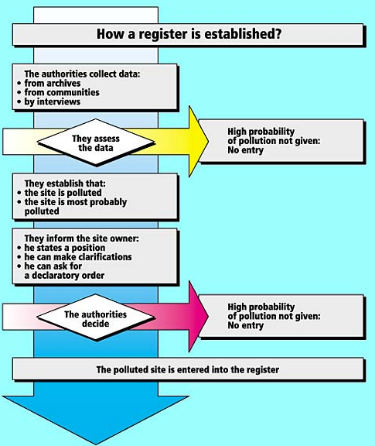 How a register is established?
The authorities collect data:
• from archives
• from communities
• by interviews
They assess
the data
High probability
of pollution not given:
No entry
They establish that:
• the site is polluted
• the site is most probably
polluted
They inform the site owner:
• he states a position
• he can make clarifications
• he can ask for
a declaratory order
The authorities
decide
High probability
of pollution not given:
No entry
The polluted site is entered into the register